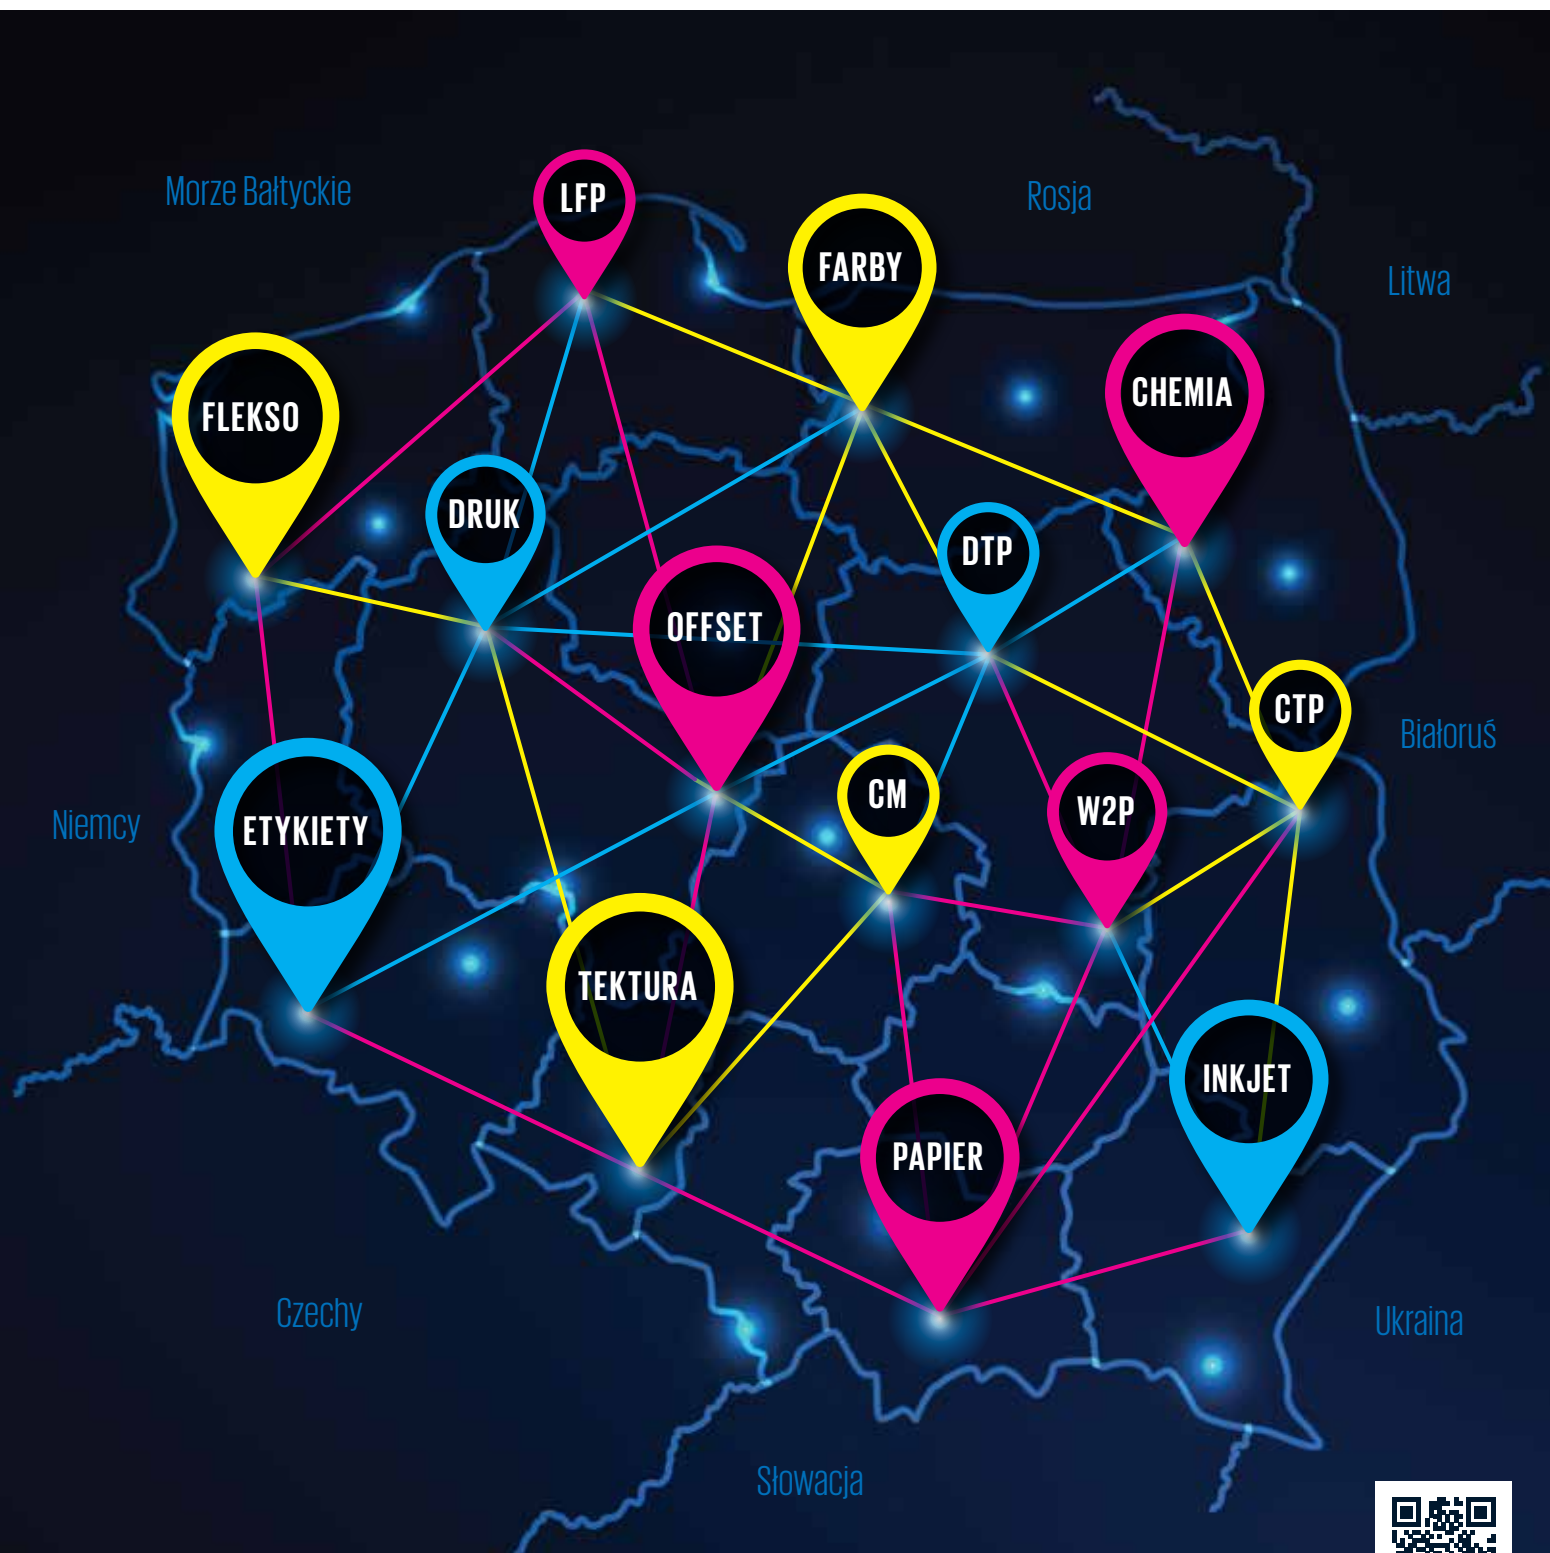 Morze Bałtyckie
LFP
Rosja
FARBY
Litwa
CHEMIA
FLEKSO
DRUK
DTP
OFFSET
CTP
Białoruś
CM
W2P
Niemcy
ETYKIETY
TEKTURA
INKJET
PAPIER
Czechy
Ukraina
Słowacja